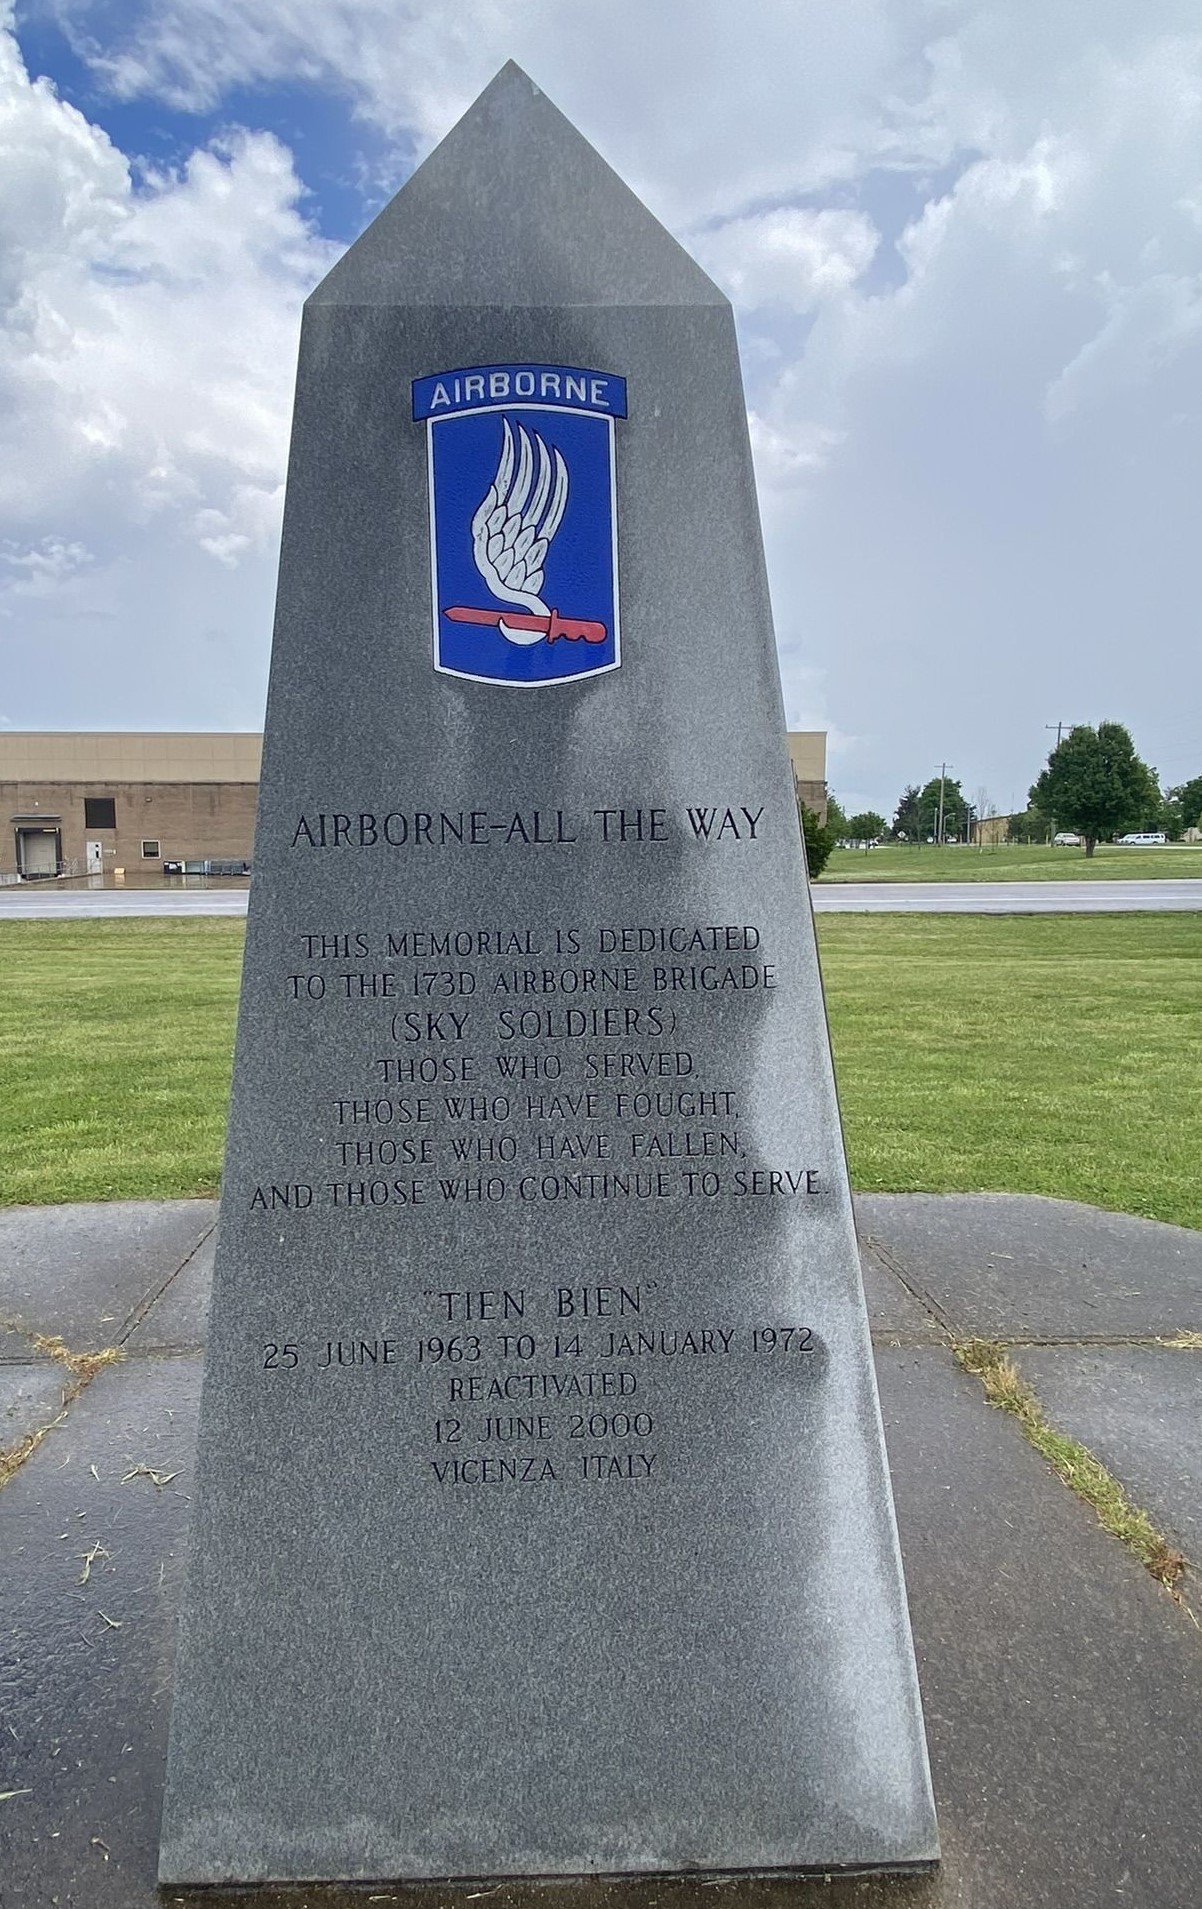 AIRBORNE
AIRBORNE-ALL THE WAY
THIS MEMORIAL IS DEDICATED
TO THE 173D AIRBORNE BRIGADE
(SKY SOLDIERS)
THOSE WHO SERVED,
THOSE WHO HAVE FOUGHT,
THOSE WHO HAVE FALLEN,
AND THOSE WHO CONTINUE TO SERVE.
"TIEN BIEN"
25 JUNE 1963 TO 14 JANUARY 1972
REACTIVATED
12 JUNE 2000
VICENZA ITALY